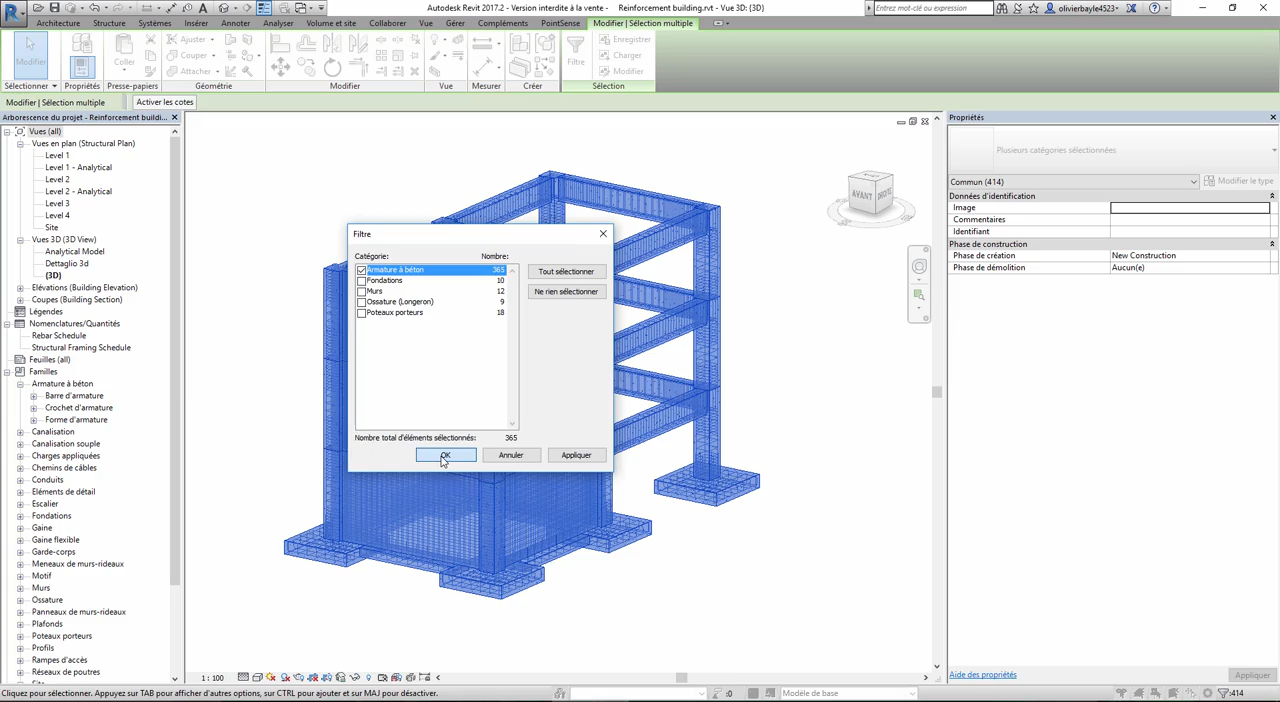 Autodesk Revit 2017.2 - Version interdite à la vente - Reinforcement building.rvt - Vue 3D: {3D}
Entrez mot-clé ou expression
olivierbayle4523
Architecture Structure Systèmes Insérer Annoter Analyser Volume et site Collaborer Vue Gérer Compléments PointSense Modifier | Sélection multiple
Modifier
Coller
Ajuster
Couper
Attacher
Filtre
Enregistrer
Charger
Modifier
Sélectionner Propriétés Presse-papiers Géométrie Modifier Vue Mesurer Créer Sélection
Modifier | Sélection multiple Activer les cotes
Arborescence du projet - Reinforcement buildi...
Vues (all)
Vues en plan (Structural Plan)
Level 1
Level 1 - Analytical
Level 2
Level 2 - Analytical
Level 3
Level 4
Site
Vues 3D (3D View)
Analytical Model
Dettaglio 3d
{3D}
Elévations (Building Elevation)
Coupes (Building Section)
Légendes
Nomenclatures/Quantités
Rebar Schedule
Structural Framing Schedule
Feuilles (all)
Familles
Armature à béton
Barre d'armature
Crochet d'armature
Forme d'armature
Canalisation
Canalisation souple
Charges appliquées
Chemins de câbles
Conduits
Eléments de détail
Escalier
Fondations
Gaine
Gaine flexible
Garde-corps
Meneaux de murs-rideaux
Motif
Murs
Ossature
Panneaux de murs-rideaux
Plafonds
Poteaux porteurs
Profils
Rampes d'accès
Réseaux de poutres
AVANT
DROITE
Filtre
Catégorie: Nombre:
Armature à béton 365
Fondations 10
Murs 12
Ossature (Longeron) 9
Poteaux porteurs 18
Tout sélectionner
Ne rien sélectionner
Nombre total d'éléments sélectionnés: 365
OK Annuler Appliquer
Propriétés
Plusieurs catégories sélectionnées
Commun (414) Modifier le type
Données d'identification
Image
Commentaires
Identifiant
Phase de construction
Phase de création New Construction
Phase de démolition Aucun(e)
Aide des propriétés Appliquer
1 : 100
Cliquez pour sélectionner. Appuyez sur TAB pour afficher d'autres options, sur CTRL pour ajouter et sur MAJ pour désactiver.
:0
Modèle de base
:414